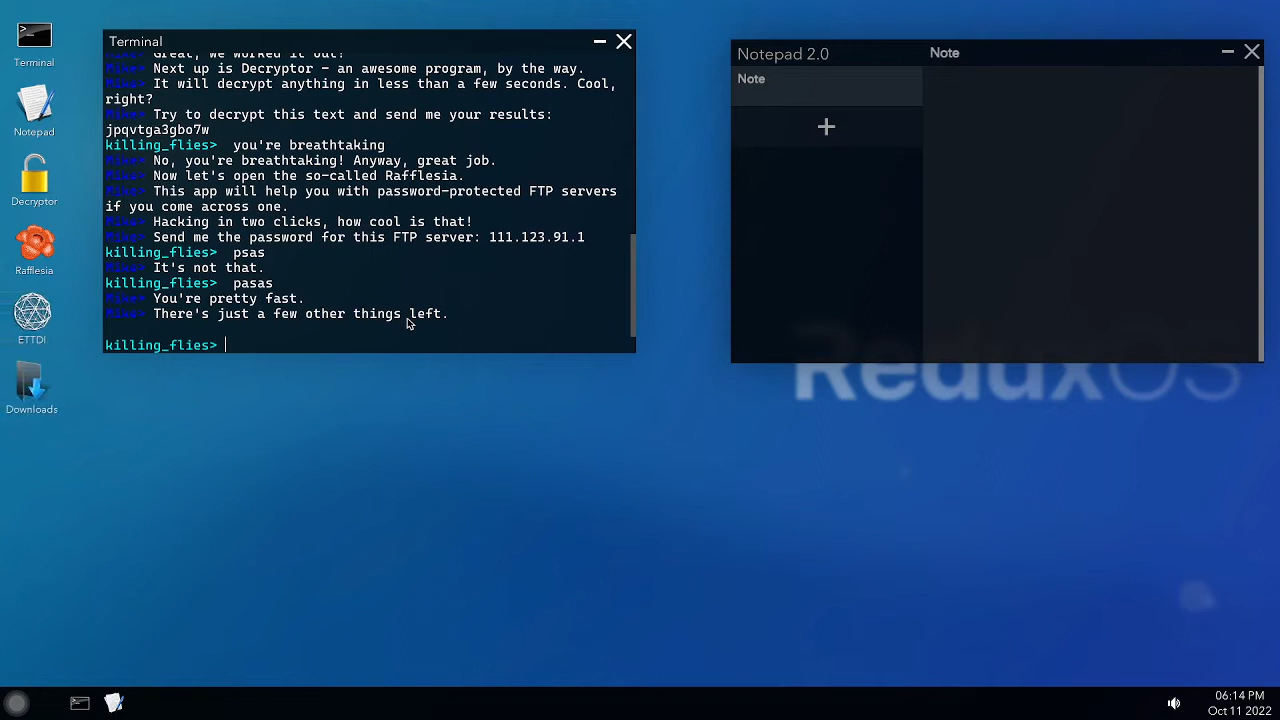 Terminal
Notepad
Decryptor
Rafflesia
ETTDI
Downloads
Terminal
Mike> Great, we worked it out!
Mike> Next up is Decryptor – an awesome program, by the way.
Mike> It will decrypt anything in less than a few seconds. Cool,
right?
Mike> Try to decrypt this text and send me your results:
jpqvtga3gbo7w
killing_flies> you're breathtaking
Mike> No, you're breathtaking! Anyway, great job.
Mike> Now let's open the so-called Rafflesia.
Mike> This app will help you with password-protected FTP servers
if you come across one.
Mike> Hacking in two clicks, how cool is that!
Mike> Send me the password for this FTP server: 111.123.91.1
killing_flies> psas
Mike> It's not that.
killing_flies> pasas
Mike> You're pretty fast.
Mike> There's just a few other things left.
killing_flies>
Notepad 2.0
Note
Note
ReduxOS
06:14 PM
Oct 11 2022